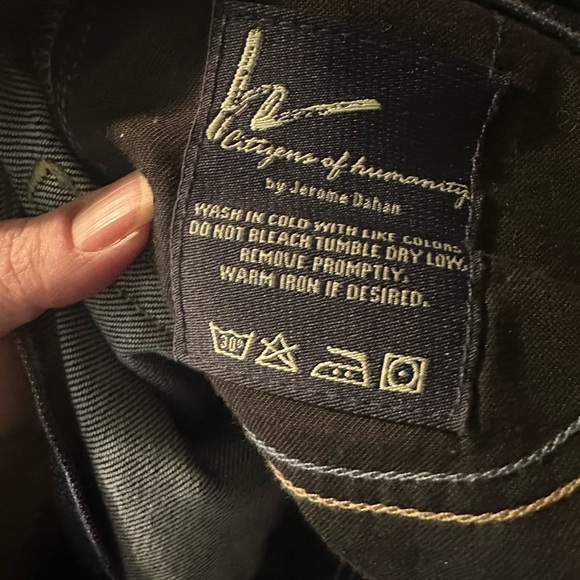 Citizens of humanity
by Jerome Dahan
WASH IN COLD WITH LIKE COLORS.
DO NOT BLEACH TUMBLE DRY LOW.
REMOVE PROMPTLY.
WARM IRON IF DESIRED.
30°